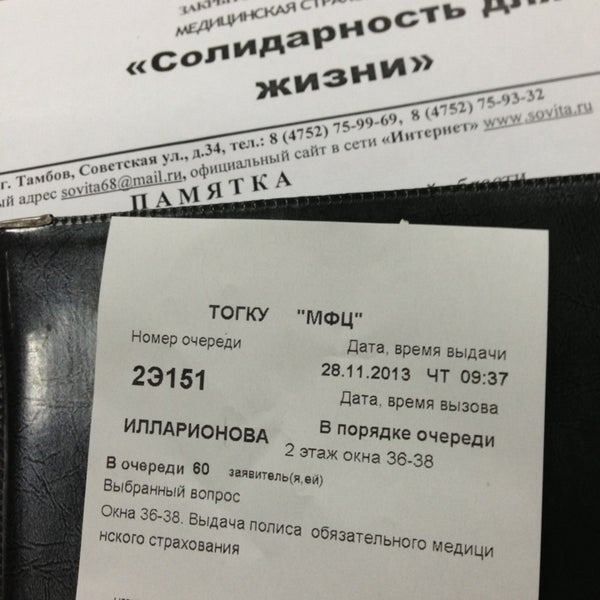 МЕДИЦИНСКАЯ
«Солидарность для
жизни»
г. Тамбов, Советская ул., д.34, тел.: 8 (4752) 75-99-69, 8 (4752) 75-93-32
адрес sovita68@mail.ru, официальный сайт в сети «Интернет» www.sovita.ru
ПАМЯТКА
ТОГКУ "МФЦ"
Номер очереди
Дата, время выдачи
2Э151
28.11.2013 ЧТ 09:37
Дата, время вызова
ИЛЛАРИОНОВА
В порядке очереди
2 этаж окна 36-38
В очереди 60 заявитель(я,ей)
Выбранный вопрос
Окна 36-38. Выдача полиса обязательного медици
нского страхования